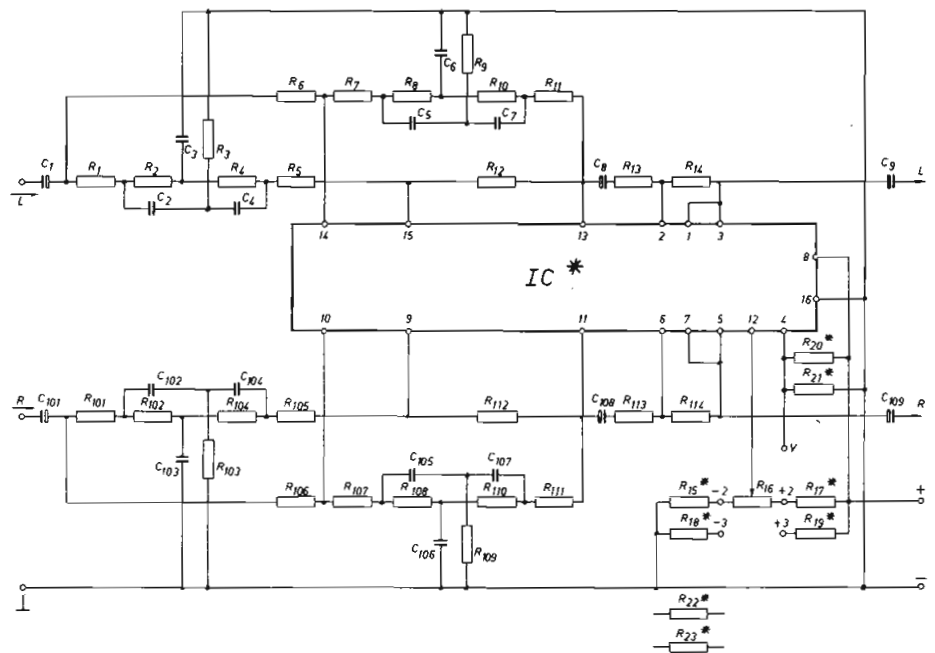 C6 R9
R6 R7 R8 R10 R11
C5 C7
C3 R3
C1 R1 R2 R4 R5 R12 C8 R13 R14 C9
L C2 C4 L
14 15 13 2 1 3
8
IC *
16
10 9 11 6 7 5 12 4
R20*
R21*
C102 C104
R C101 R101 R102 R104 R105 R112 C108 R113 R114 C109 R
C103 R103
V
C105 C107
R106 R107 R108 R110 R111 R15* -2 R16 +2 R17* +
R18* -3 +3 R19*
C106 R109
⊥ -
R22*
R23*